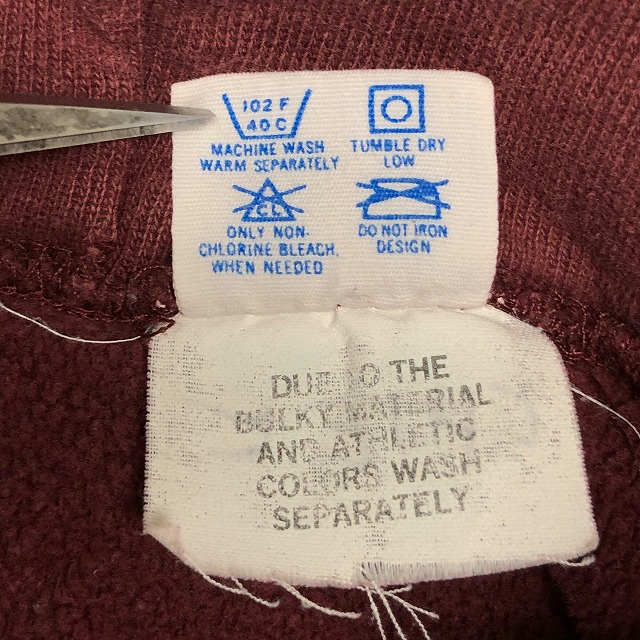 102 F
40 C
MACHINE WASH
WARM SEPARATELY
TUMBLE DRY
LOW
CL
ONLY NON-
CHLORINE BLEACH,
WHEN NEEDED
DO NOT IRON
DESIGN
DUE TO THE
BULKY MATERIAL
AND ATHLETIC
COLORS WASH
SEPARATELY